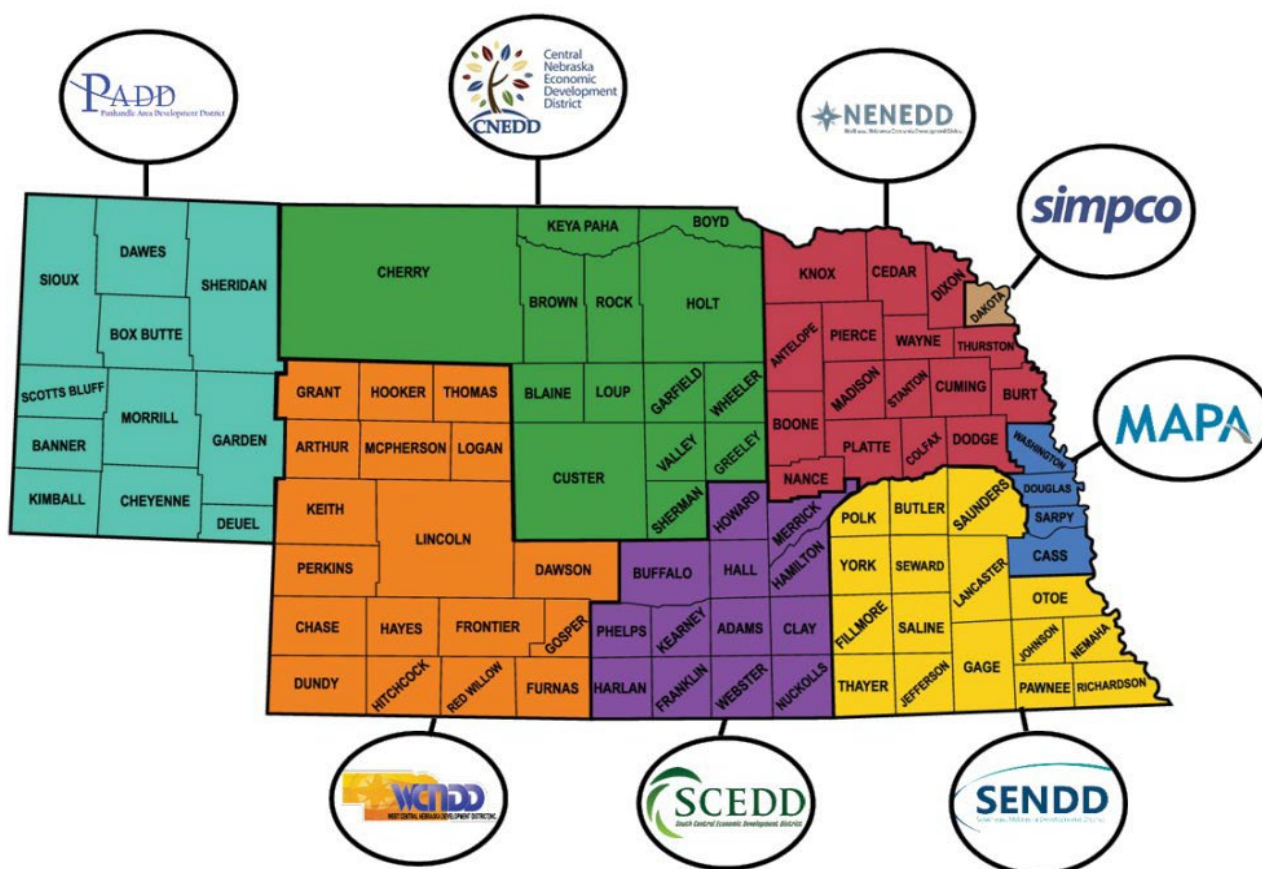 PADD
Panhandle Area Development District
Central
Nebraska
Economic
Development
District
CNEDD
NENEDD
simpco
MAPA
SIOUX
DAWES
SHERIDAN
BOX BUTTE
SCOTTS BLUFF
MORRILL
GARDEN
BANNER
KIMBALL
CHEYENNE
DEUEL
CHERRY
KEYA PAHA
BOYD
BROWN
ROCK
HOLT
BLAINE
LOUP
GARFIELD
WHEELER
CUSTER
VALLEY
GREELEY
SHERMAN
KNOX
CEDAR
DIXON
DAKOTA
ANTELOPE
PIERCE
WAYNE
THURSTON
MADISON
STANTON
CUMING
BURT
BOONE
PLATTE
COLFAX
DODGE
NANCE
WASHINGTON
DOUGLAS
SARPY
CASS
GRANT
HOOKER
THOMAS
ARTHUR
MCPHERSON
LOGAN
KEITH
LINCOLN
PERKINS
DAWSON
CHASE
HAYES
FRONTIER
GOSPER
DUNDY
HITCHCOCK
RED WILLOW
FURNAS
HOWARD
MERRICK
BUFFALO
HALL
HAMILTON
PHELPS
KEARNEY
ADAMS
CLAY
HARLAN
FRANKLIN
WEBSTER
NUCKOLLS
POLK
BUTLER
SAUNDERS
YORK
SEWARD
LANCASTER
OTOE
FILLMORE
SALINE
GAGE
JOHNSON
NEMAHA
THAYER
JEFFERSON
PAWNEE
RICHARDSON
WCNDD
WEST CENTRAL NEBRASKA DEVELOPMENT DISTRICT, INC.
SCEDD
South Central Economic Development District
SENDD
Southeast Nebraska Development District